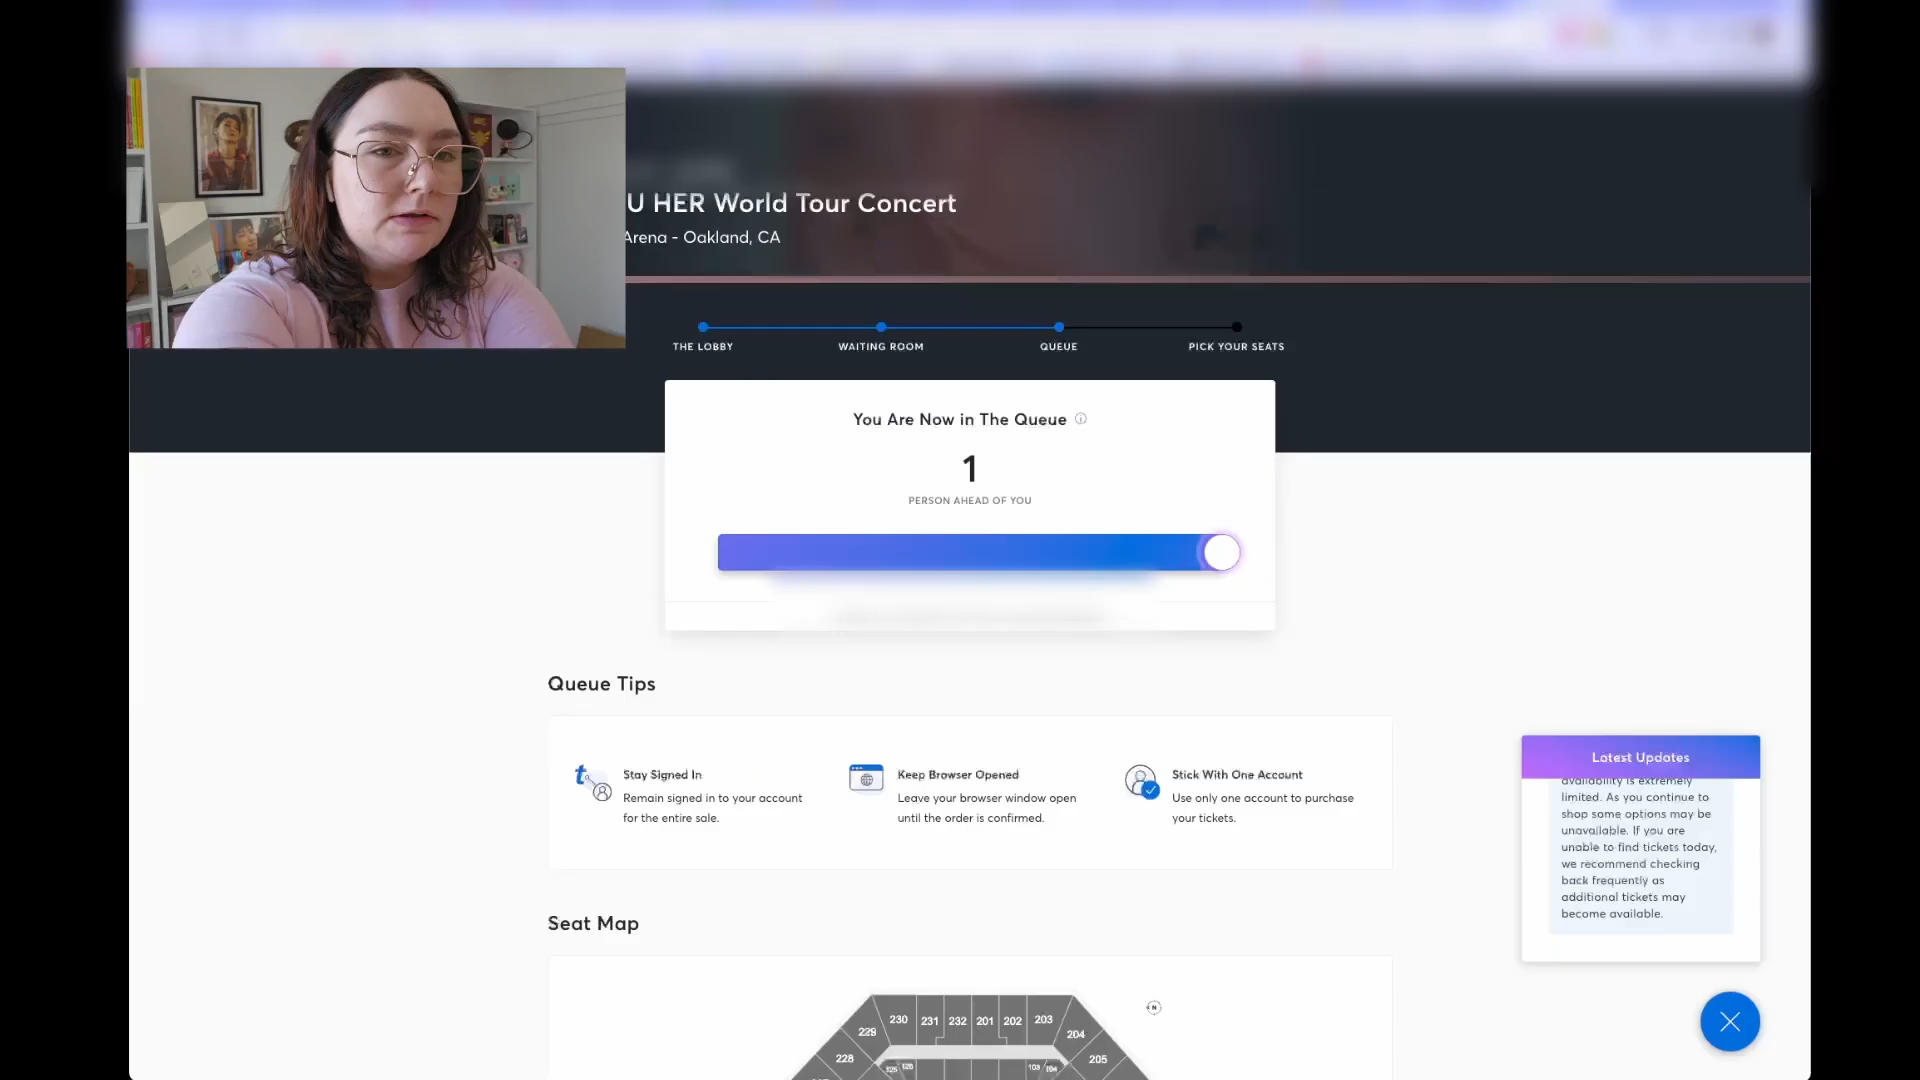 U HER World Tour Concert
Arena - Oakland, CA
THE LOBBY
WAITING ROOM
QUEUE
PICK YOUR SEATS
You Are Now in The Queue
1
PERSON AHEAD OF YOU
Queue Tips
Stay Signed In
Remain signed in to your account
for the entire sale.
Keep Browser Opened
Leave your browser window open
until the order is confirmed.
Stick With One Account
Use only one account to purchase
your tickets.
Latest Updates
availability is extremely
limited. As you continue to
shop some options may be
unavailable. If you are
unable to find tickets today,
we recommend checking
back frequently as
additional tickets may
become available.
Seat Map
N
230 231 232 201 202 203
229 204
228 205
126 103